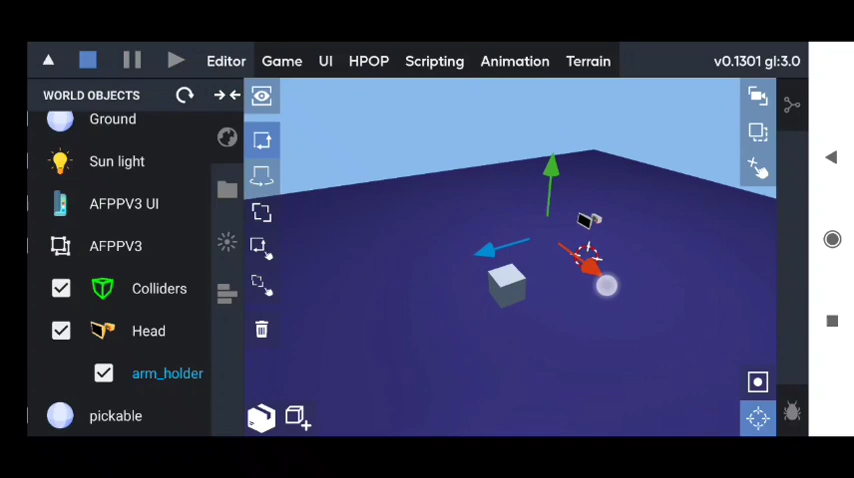 Editor Game UI HPOP Scripting Animation Terrain v0.1301 gl:3.0
WORLD OBJECTS
Ground
Sun light
AFPPV3 UI
AFPPV3
Colliders
Head
arm_holder
pickable